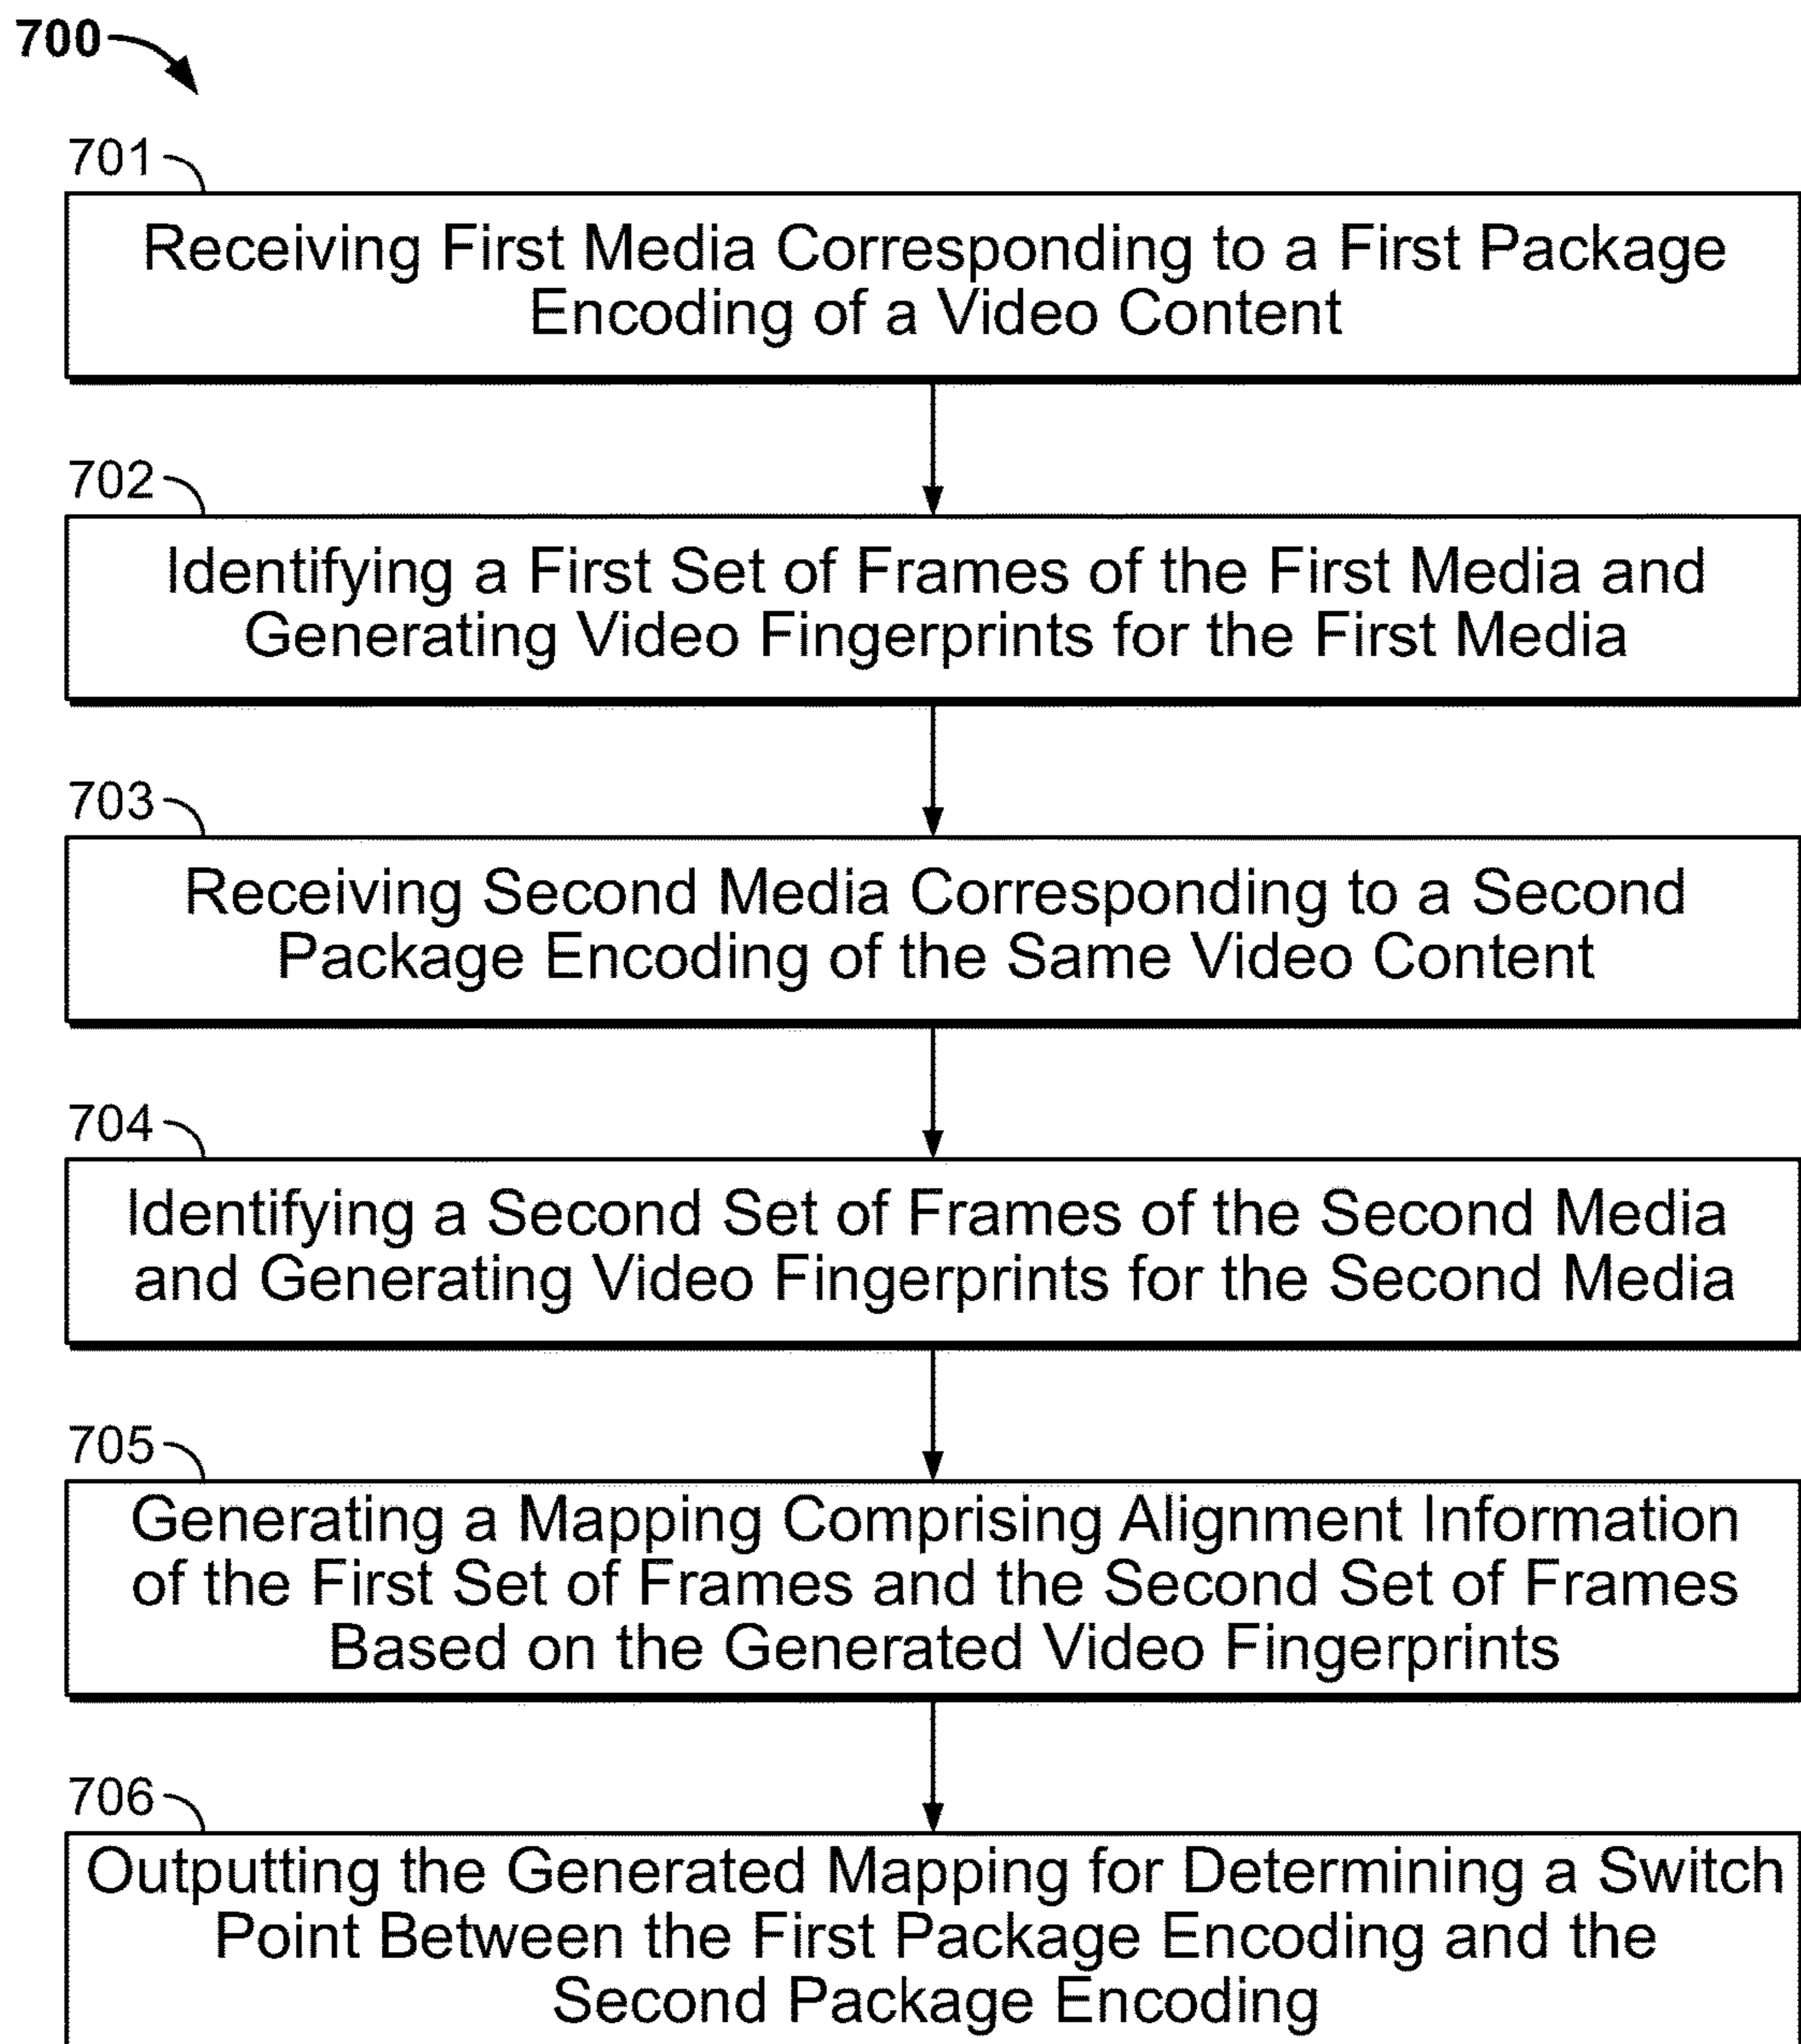 700
701
Receiving First Media Corresponding to a First Package
Encoding of a Video Content
702
Identifying a First Set of Frames of the First Media and
Generating Video Fingerprints for the First Media
703
Receiving Second Media Corresponding to a Second
Package Encoding of the Same Video Content
704
Identifying a Second Set of Frames of the Second Media
and Generating Video Fingerprints for the Second Media
705
Generating a Mapping Comprising Alignment Information
of the First Set of Frames and the Second Set of Frames
Based on the Generated Video Fingerprints
706
Outputting the Generated Mapping for Determining a Switch
Point Between the First Package Encoding and the
Second Package Encoding